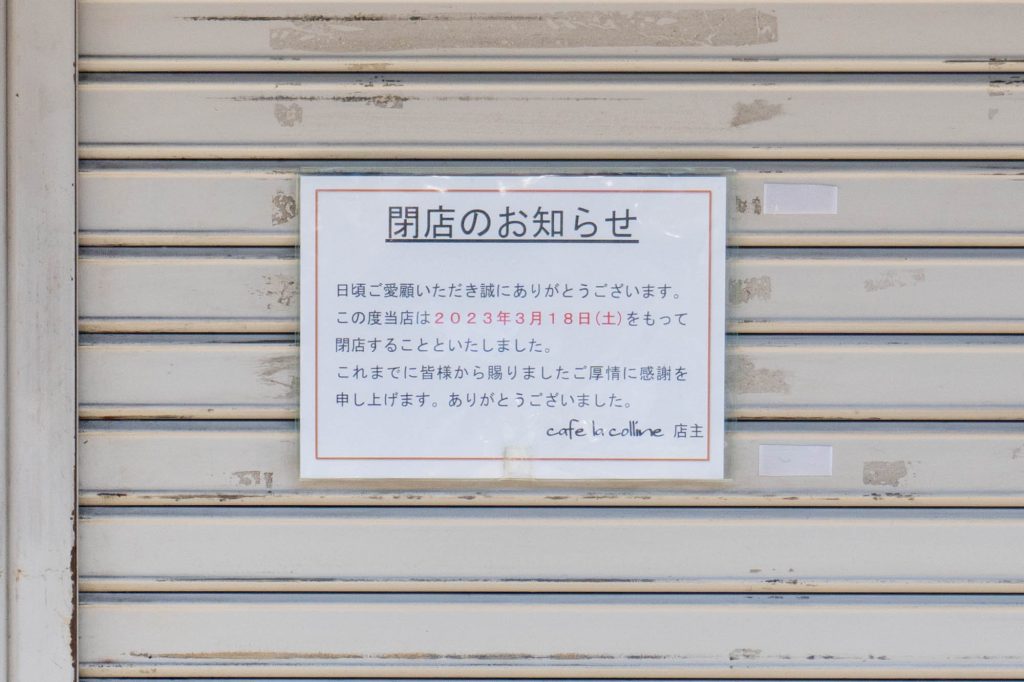 閉店のお知らせ
日頃ご愛顧いただき誠にありがとうございます。
この度当店は２０２３年３月１８日(土)をもって
閉店することといたしました。
これまでに皆様から賜りましたご厚情に感謝を
申し上げます。ありがとうございました。
cafe la colline 店主